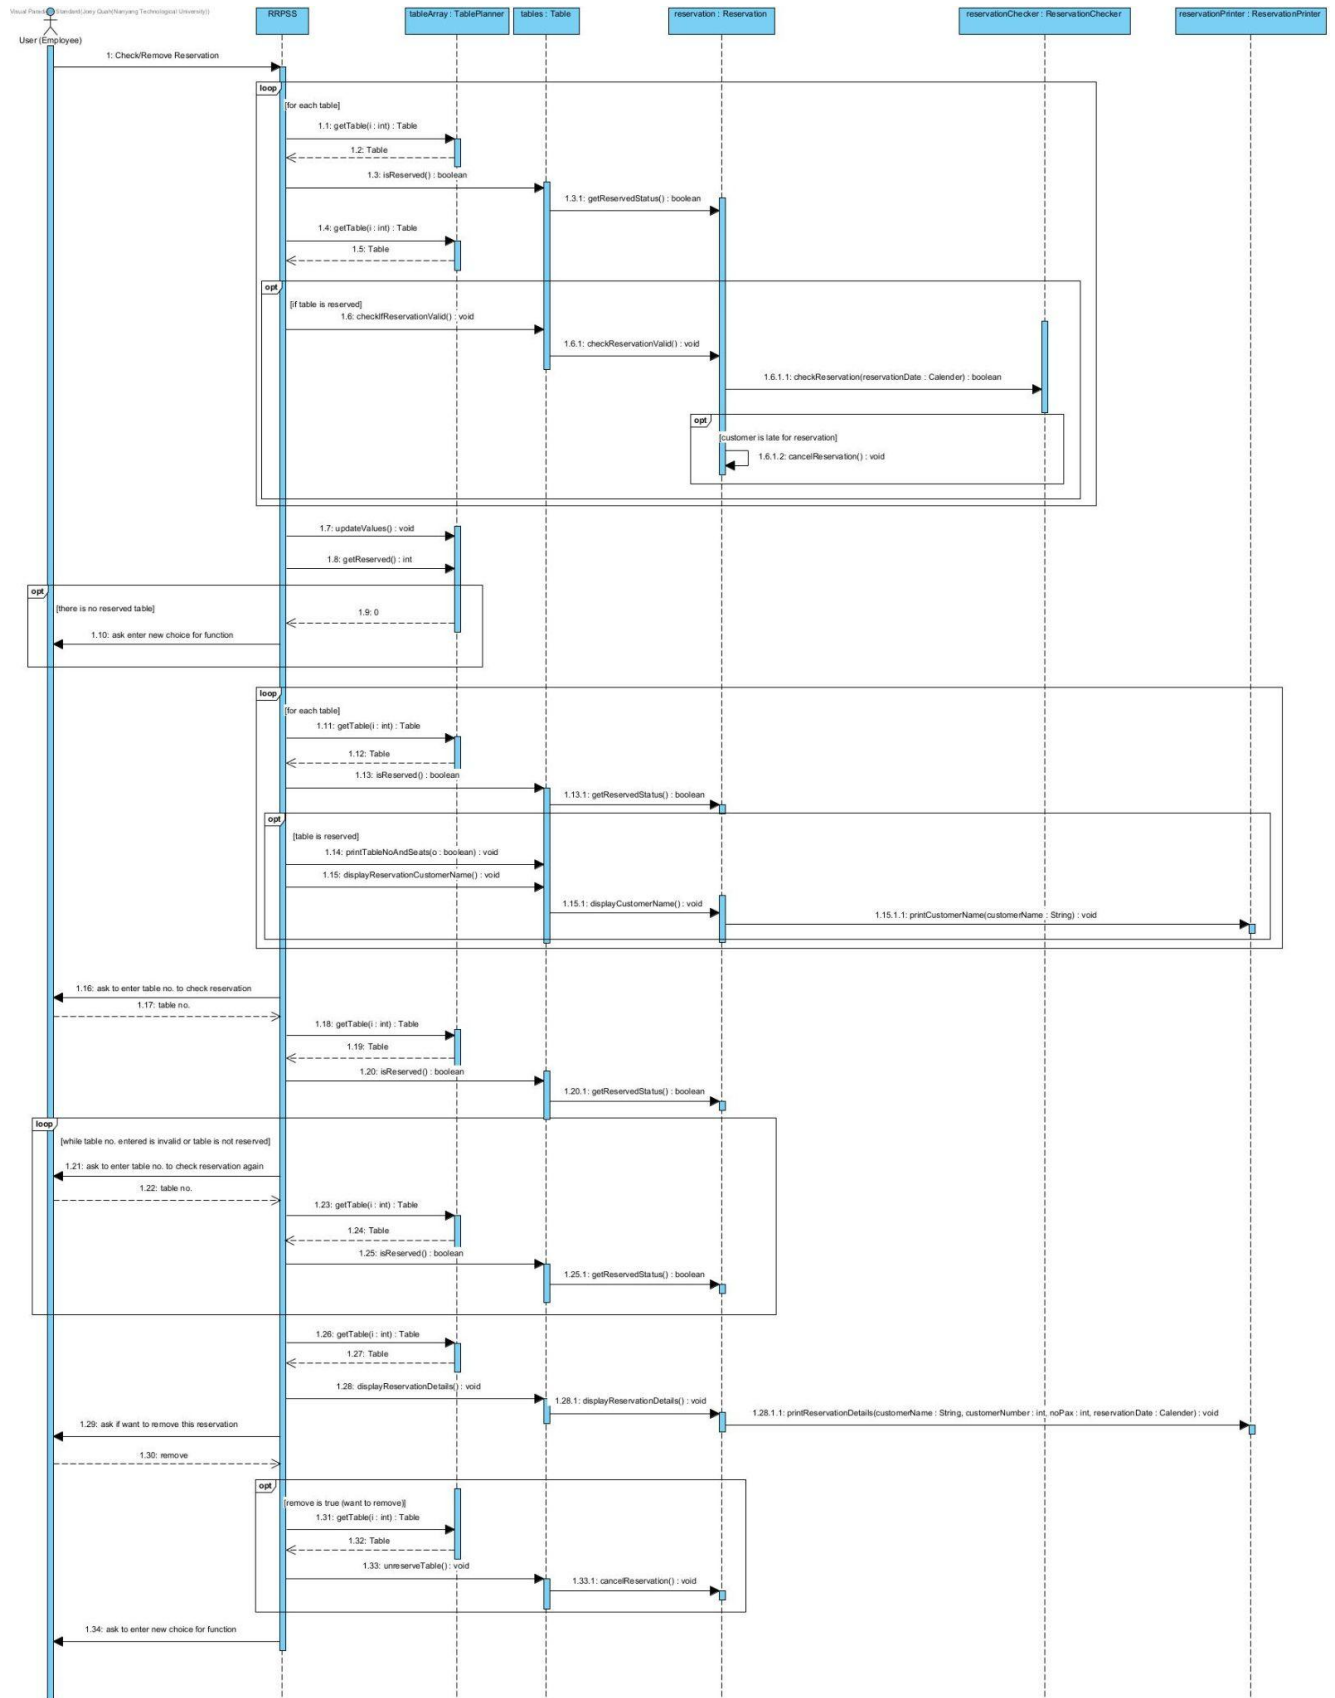 Visual Paradigm Standard(Joey Quah(Nanyang Technological University))
User (Employee)
RRPSS
tableArray : TablePlanner
tables : Table
reservation : Reservation
reservationChecker : ReservationChecker
reservationPrinter : ReservationPrinter
1: Check/Remove Reservation
loop
[for each table]
1.1: getTable(i : int) : Table
1.2: Table
1.3: isReserved() : boolean
1.3.1: getReservedStatus() : boolean
1.4: getTable(i : int) : Table
1.5: Table
opt
[if table is reserved]
1.6: checkIfReservationValid() : void
1.6.1: checkReservationValid() : void
1.6.1.1: checkReservation(reservationDate : Calender) : boolean
opt
[customer is late for reservation]
1.6.1.2: cancelReservation() : void
1.7: updateValues() : void
1.8: getReserved() : int
opt
[there is no reserved table]
1.9: 0
1.10: ask enter new choice for function
loop
[for each table]
1.11: getTable(i : int) : Table
1.12: Table
1.13: isReserved() : boolean
1.13.1: getReservedStatus() : boolean
opt
[table is reserved]
1.14: printTableNoAndSeats(o : boolean) : void
1.15: displayReservationCustomerName() : void
1.15.1: displayCustomerName() : void
1.15.1.1: printCustomerName(customerName : String) : void
1.16: ask to enter table no. to check reservation
1.17: table no.
1.18: getTable(i : int) : Table
1.19: Table
1.20: isReserved() : boolean
1.20.1: getReservedStatus() : boolean
loop
[while table no. entered is invalid or table is not reserved]
1.21: ask to enter table no. to check reservation again
1.22: table no.
1.23: getTable(i : int) : Table
1.24: Table
1.25: isReserved() : boolean
1.25.1: getReservedStatus() : boolean
1.26: getTable(i : int) : Table
1.27: Table
1.28: displayReservationDetails() : void
1.28.1: displayReservationDetails() : void
1.28.1.1: printReservationDetails(customerName : String, customerNumber : int, noPax : int, reservationDate : Calender) : void
1.29: ask if want to remove this reservation
1.30: remove
opt
[remove is true (want to remove)]
1.31: getTable(i : int) : Table
1.32: Table
1.33: unreserveTable() : void
1.33.1: cancelReservation() : void
1.34: ask to enter new choice for function